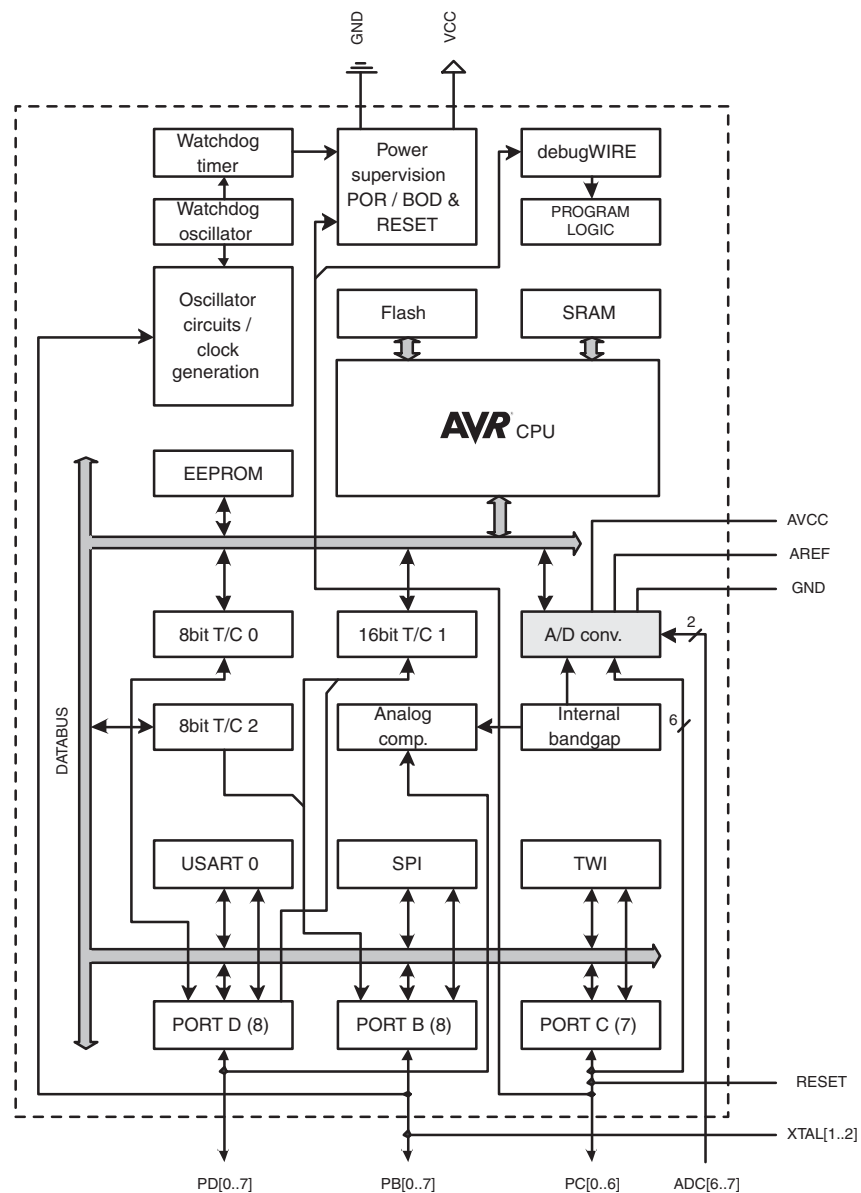 GND
VCC
Watchdog
timer
Power
supervision
POR / BOD &
RESET
debugWIRE
Watchdog
oscillator
PROGRAM
LOGIC
Oscillator
circuits /
clock
generation
Flash
SRAM
AVR CPU
EEPROM
AVCC
AREF
GND
8bit T/C 0
16bit T/C 1
A/D conv.
2
DATABUS
8bit T/C 2
Analog
comp.
Internal
bandgap
6
USART 0
SPI
TWI
PORT D (8)
PORT B (8)
PORT C (7)
RESET
XTAL[1..2]
PD[0..7]
PB[0..7]
PC[0..6]
ADC[6..7]